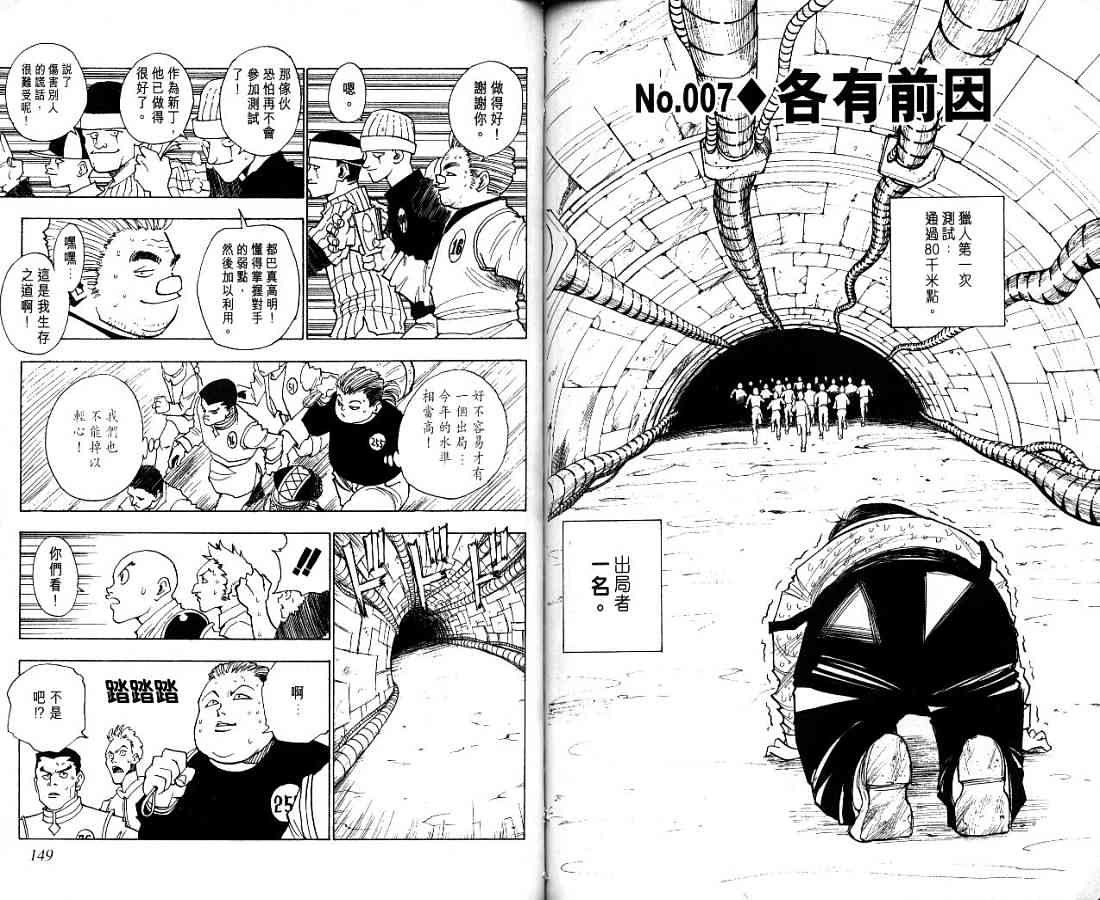 No.007◆各有前因
獵人第一次
測試：
通過80千米點。
出局者
一名。
做得好！
謝謝你。
嗯。
那傢伙
恐怕再不會
參加測試
了！
作為新丁，
他已做得
很好了。
說了
傷害別人
的謊話，
很難受呢！
16
都巴真高明！
懂得掌握對手
的弱點，
然後加以利用。
嘿嘿…
這是我生存
之道啊！
好不容易才有
一個出局…
今年的水準
相當高！
我們也
不能掉以
輕心！
255
!!
你們看！
啊…
踏踏踏
不是
吧!?
25
149